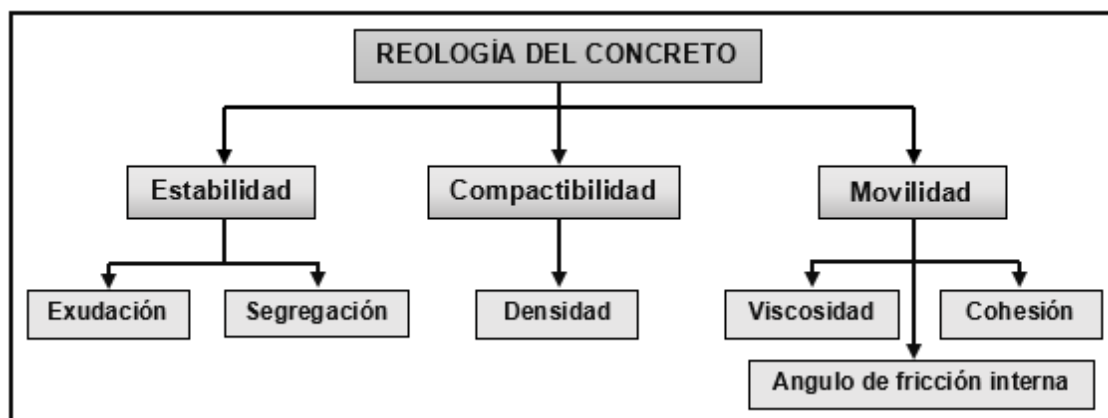 REOLOGÍA DEL CONCRETO
Estabilidad
Compactibilidad
Movilidad
Exudación
Segregación
Densidad
Viscosidad
Cohesión
Angulo de fricción interna